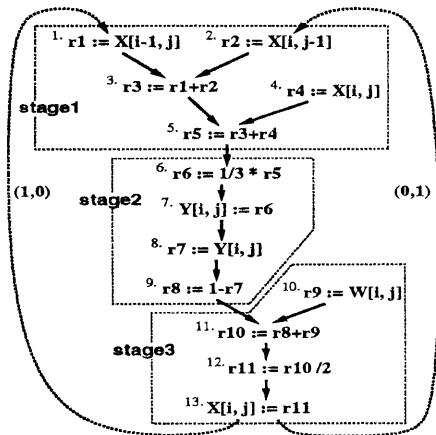 1. r1 := X[i-1, j]
2. r2 := X[i, j-1]
3. r3 := r1+r2
4. r4 := X[i, j]
stage1
5. r5 := r3+r4
6. r6 := 1/3 * r5
(1,0)
stage2
(0,1)
7. Y[i, j] := r6
8. r7 := Y[i, j]
9. r8 := 1-r7
10. r9 := W[i, j]
11. r10 := r8+r9
stage3
12. r11 := r10 /2
13. X[i, j] := r11